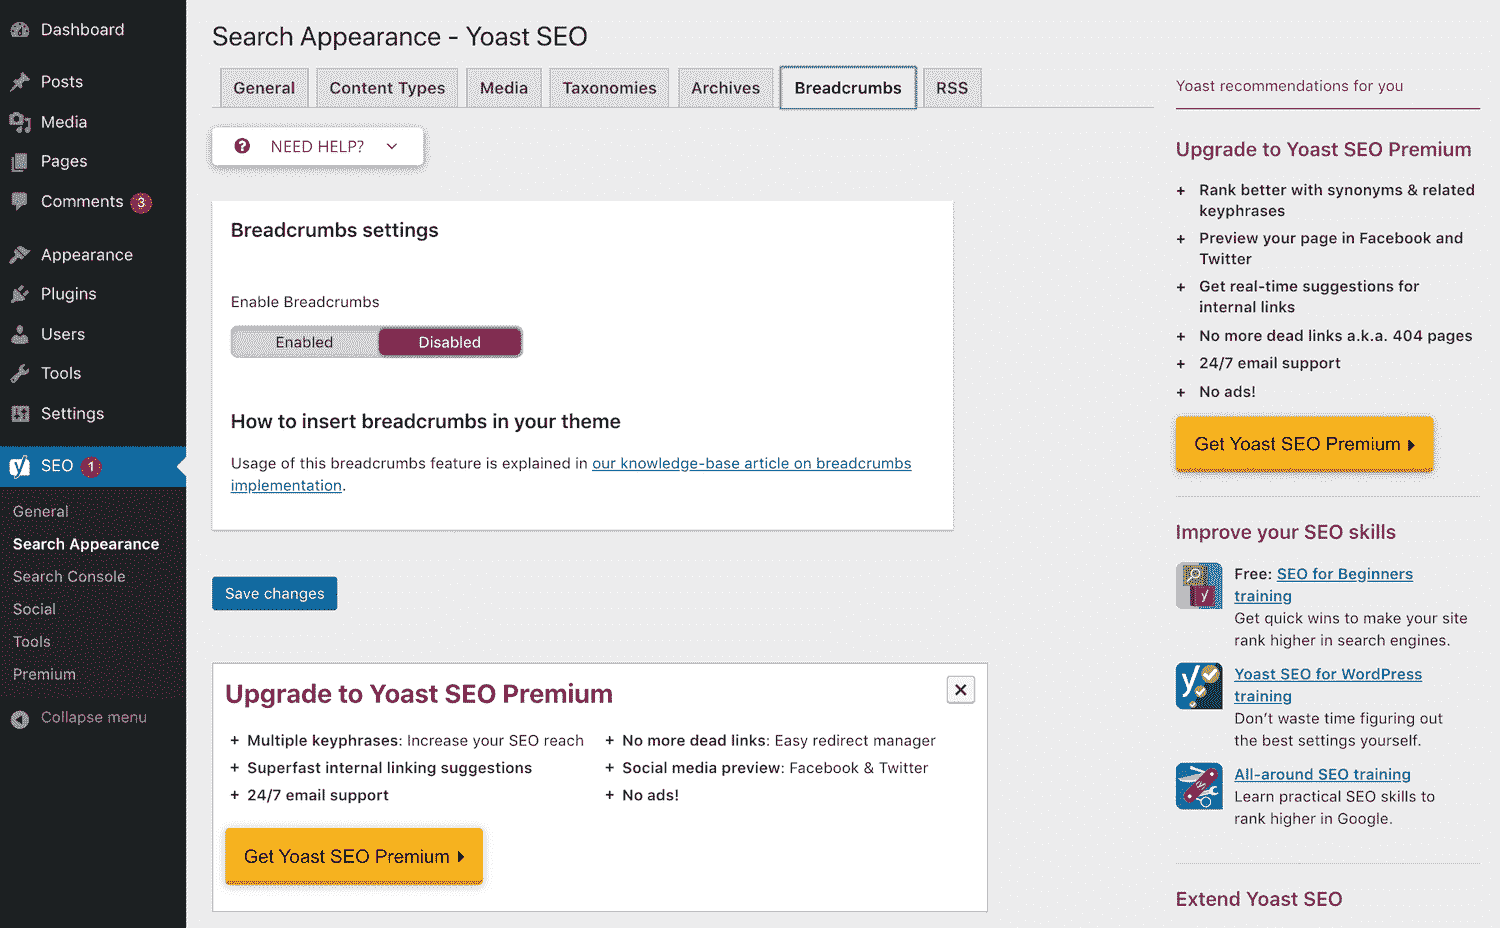 Dashboard
Posts
Media
Pages
Comments 3
Appearance
Plugins
Users
Tools
Settings
SEO 1
General
Search Appearance
Search Console
Social
Tools
Premium
Collapse menu
Search Appearance - Yoast SEO
General Content Types Media Taxonomies Archives Breadcrumbs RSS
NEED HELP?
Breadcrumbs settings
Enable Breadcrumbs
Enabled Disabled
How to insert breadcrumbs in your theme
Usage of this breadcrumbs feature is explained in our knowledge-base article on breadcrumbs
implementation.
Save changes
Upgrade to Yoast SEO Premium
+ Multiple keyphrases: Increase your SEO reach
+ Superfast internal linking suggestions
+ 24/7 email support
+ No more dead links: Easy redirect manager
+ Social media preview: Facebook & Twitter
+ No ads!
Get Yoast SEO Premium
Yoast recommendations for you
Upgrade to Yoast SEO Premium
+ Rank better with synonyms & related
keyphrases
+ Preview your page in Facebook and
Twitter
+ Get real-time suggestions for
internal links
+ No more dead links a.k.a. 404 pages
+ 24/7 email support
+ No ads!
Get Yoast SEO Premium
Improve your SEO skills
Free: SEO for Beginners
training
Get quick wins to make your site
rank higher in search engines.
Yoast SEO for WordPress
training
Don’t waste time figuring out
the best settings yourself.
All-around SEO training
Learn practical SEO skills to
rank higher in Google.
Extend Yoast SEO